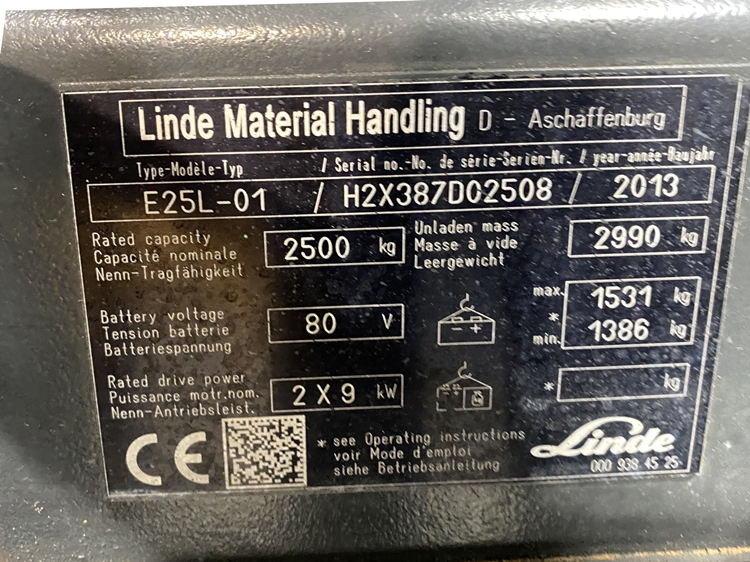 Linde Material Handling D - Aschaffenburg
Type-Modèle-Typ / Serial no.-No. de série-Serien-Nr. / year-année-Baujahr
E25L-01 / H2X387D02508 / 2013
Rated capacity
Capacité nominale
Nenn-Tragfähigkeit
2500 kg
Unladen mass
Masse à vide
Leergewicht
2990 kg
Battery voltage
Tension batterie
Batteriespannung
80 V
- +
max. 1531 kg
*
min. 1386 kg
Rated drive power
Puissance motr.nom.
Nenn-Antriebsleist.
2 X 9 kW
* kg
CE
* see Operating instructions
voir Mode d'emploi
siehe Betriebsanleitung
Linde
000 938 45 25